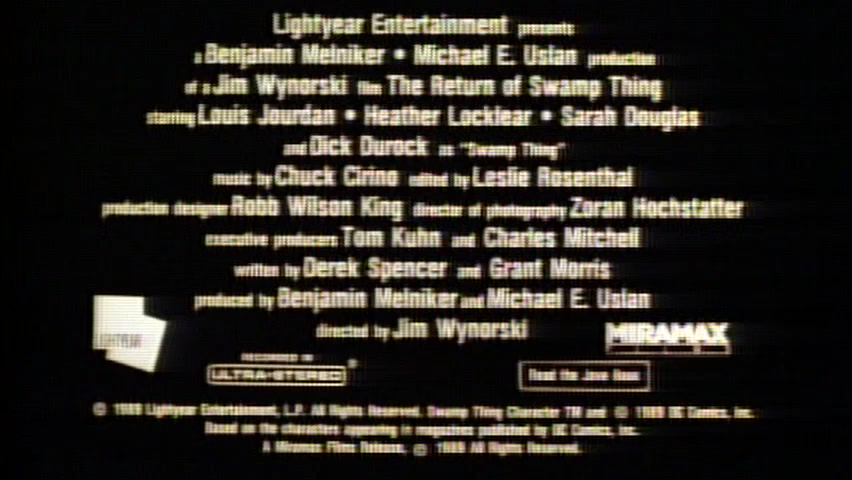 Lightyear Entertainment presents
a Benjamin Melniker • Michael E. Uslan production
of a Jim Wynorski film The Return of Swamp Thing
starring Louis Jourdan • Heather Locklear • Sarah Douglas
and Dick Durock as "Swamp Thing"
music by Chuck Cirino edited by Leslie Rosenthal
production designer Robb Wilson King director of photography Zoran Hochstatter
executive producers Tom Kuhn and Charles Mitchell
written by Derek Spencer and Grant Morris
produced by Benjamin Melniker and Michael E. Uslan
directed by Jim Wynorski
LIGHTYEAR
MIRAMAX
RECORDED IN
ULTRA-STEREO®
Read the Jove Book
© 1989 Lightyear Entertainment, L.P. All Rights Reserved. Swamp Thing Character TM and © 1989 DC Comics, Inc.
Based on the characters appearing in magazines published by DC Comics, Inc.
A Miramax Films Release. © 1989 All Rights Reserved.